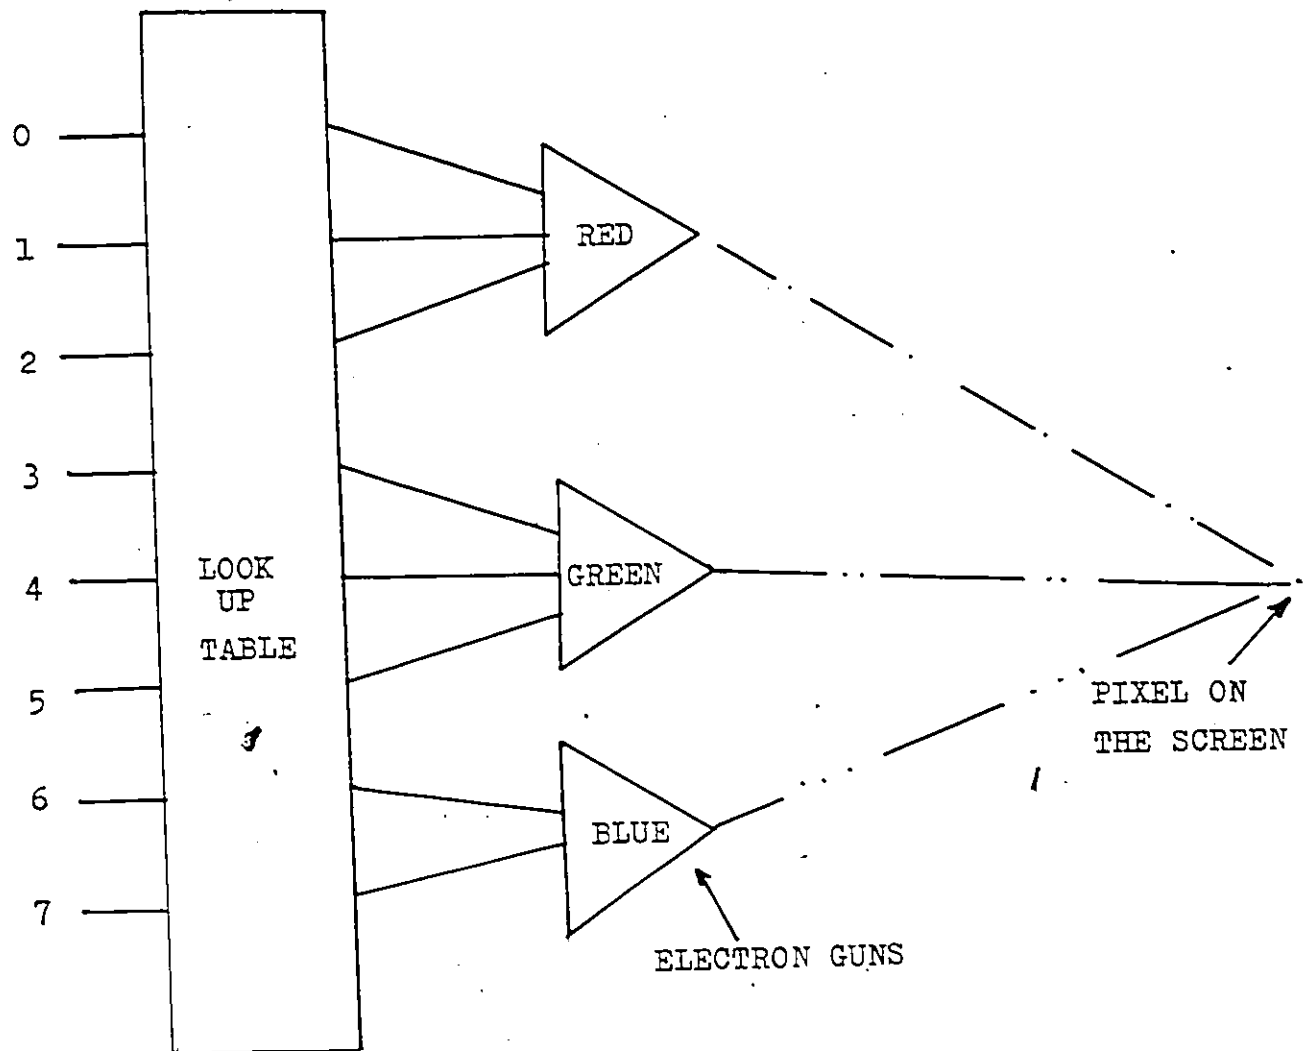 0
1
2
3
4
5
6
7
LOOK
UP
TABLE
RED
GREEN
BLUE
PIXEL ON
THE SCREEN
ELECTRON GUNS